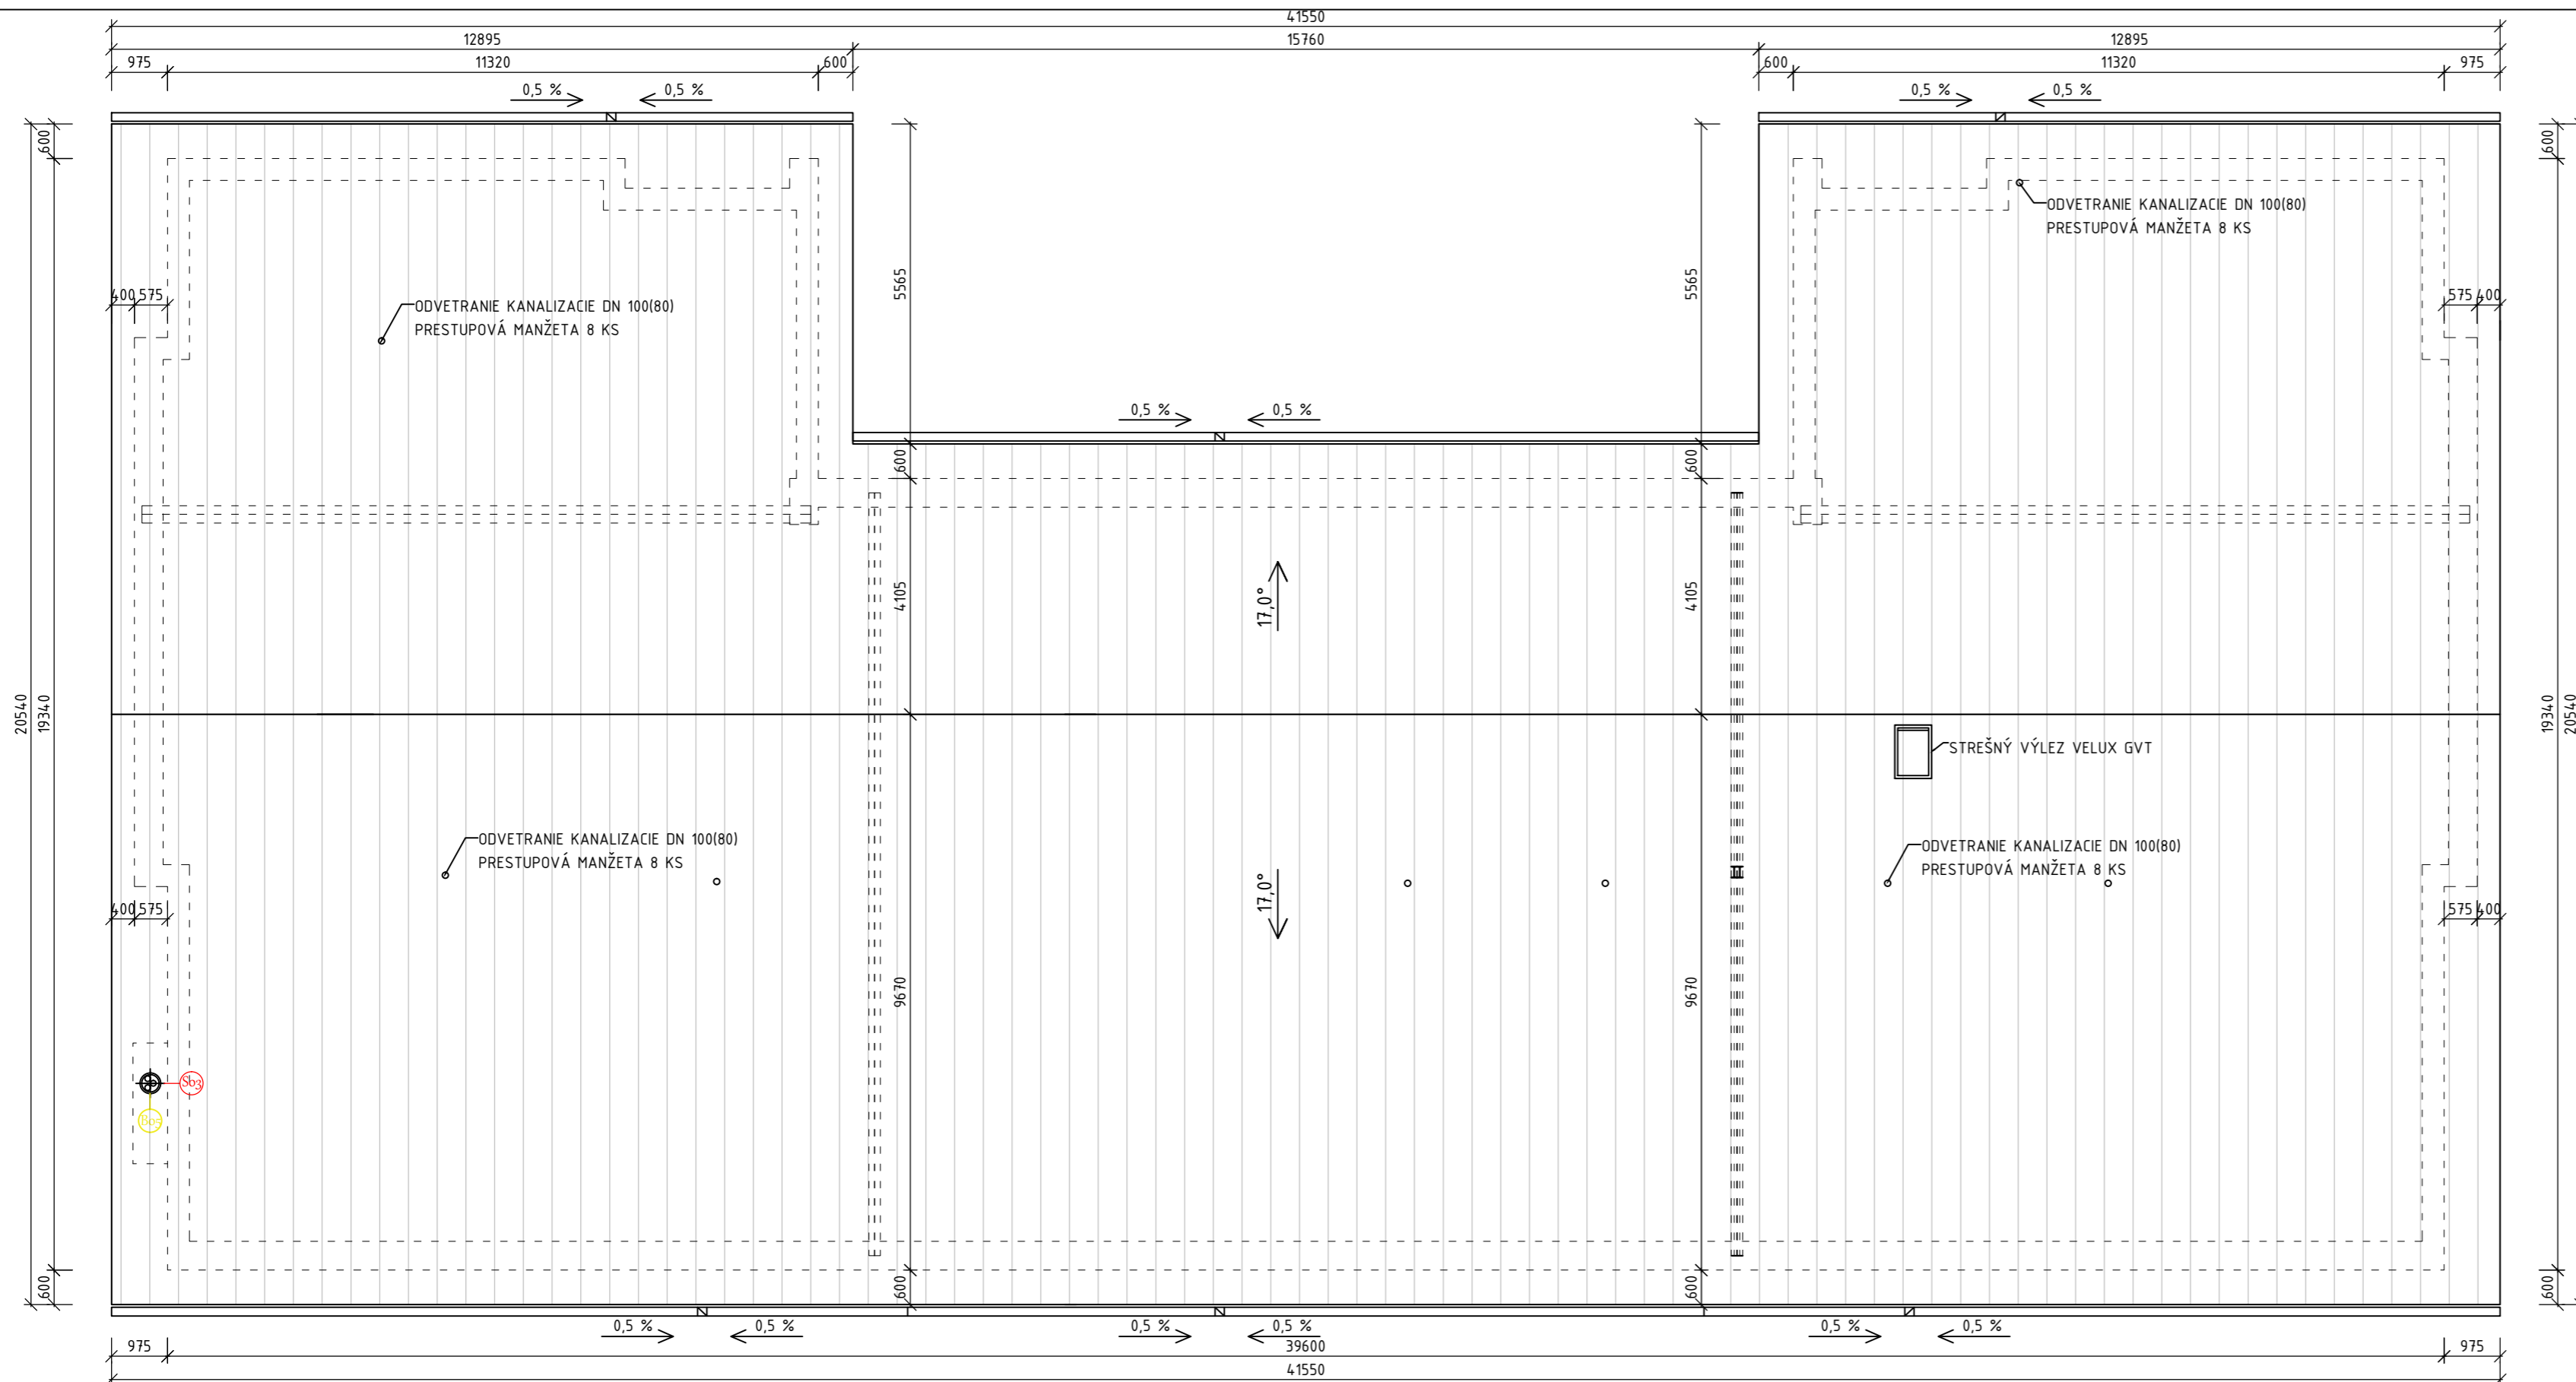 41550
12895 15760 12895
975 11320 600 600 11320 975
0,5 % 0,5 % 0,5 % 0,5 %
600 600
ODVETRANIE KANALIZACIE DN 100(80)
PRESTUPOVÁ MANŽETA 8 KS
5565 5565
400 575 575 400
ODVETRANIE KANALIZACIE DN 100(80)
PRESTUPOVÁ MANŽETA 8 KS
0,5 % 0,5 %
600 600
4105 17,0° 4105
20540 19340 19340 20540
STREŠNÝ VÝLEZ VELUX GVT
ODVETRANIE KANALIZACIE DN 100(80)
PRESTUPOVÁ MANŽETA 8 KS
ODVETRANIE KANALIZACIE DN 100(80)
PRESTUPOVÁ MANŽETA 8 KS
17,0°
400 575 575 400
9670 9670
Sb3
600 600 600 600
0,5 % 0,5 % 0,5 % 0,5 % 0,5 % 0,5 %
975 39600 975
41550